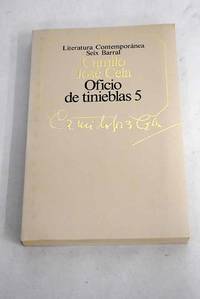 Literatura Contemporánea
Seix Barral
Camilo
José Cela
Oficio
de tinieblas 5